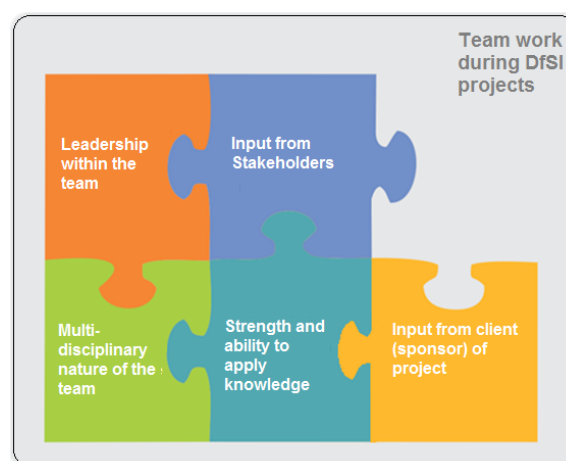 Team work
during DfSI
projects
Leadership
within the
team
Input from
Stakeholders
Multi-
disciplinary
nature of the
team
Strength and
ability to
apply
knowledge
Input from client
(sponsor) of
project